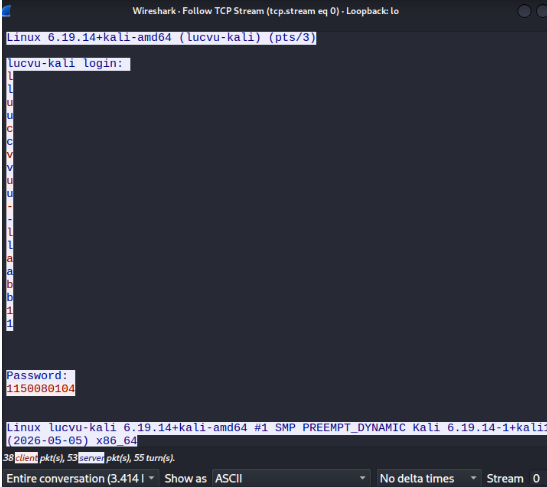 Wireshark · Follow TCP Stream (tcp.stream eq 0) · Loopback: lo
Linux 6.19.14+kali-amd64 (lucvu-kali) (pts/3)
lucvu-kali login:
l
l
u
u
c
c
v
v
u
u
-
-
l
l
a
a
b
b
1
1
Password:
1150080104
Linux lucvu-kali 6.19.14+kali-amd64 #1 SMP PREEMPT_DYNAMIC Kali 6.19.14-1+kali1
(2026-05-05) x86_64
38 client pkt(s), 53 server pkt(s), 55 turn(s).
Entire conversation (3.414 Show as ASCII No delta times Stream 0